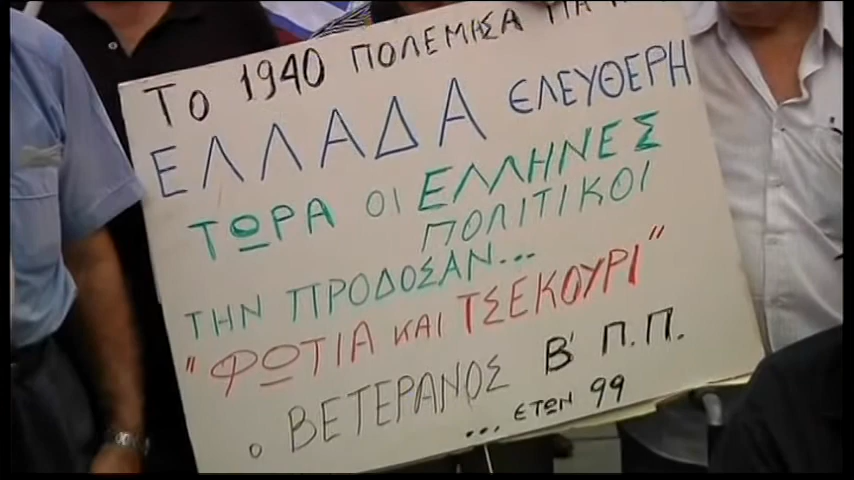 ΤΟ 1940 ΠΟΛΕΜΗΣΑ ΓΙΑ
ΕΛΛΑΔΑ ΕΛΕΥΘΕΡΗ
ΤΩΡΑ ΟΙ ΕΛΛΗΝΕΣ
ΠΟΛΙΤΙΚΟΙ
ΤΗΝ ΠΡΟΔΟΣΑΝ...
"ΦΩΤΙΑ ΚΑΙ ΤΣΕΚΟΥΡΙ"
Ο ΒΕΤΕΡΑΝΟΣ Β' Π.Π.
... ΕΤΩΝ 99